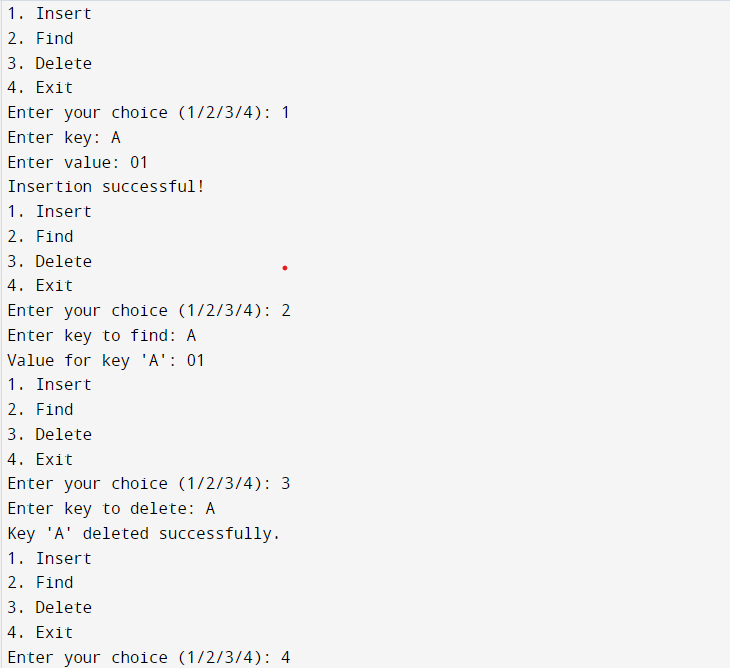 1. Insert
2. Find
3. Delete
4. Exit
Enter your choice (1/2/3/4): 1
Enter key: A
Enter value: 01
Insertion successful!
1. Insert
2. Find
3. Delete
4. Exit
Enter your choice (1/2/3/4): 2
Enter key to find: A
Value for key 'A': 01
1. Insert
2. Find
3. Delete
4. Exit
Enter your choice (1/2/3/4): 3
Enter key to delete: A
Key 'A' deleted successfully.
1. Insert
2. Find
3. Delete
4. Exit
Enter your choice (1/2/3/4): 4